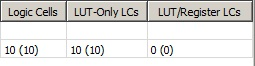 Logic Cells LUT-Only LCs LUT/Register LCs
10 (10) 10 (10) 0 (0)